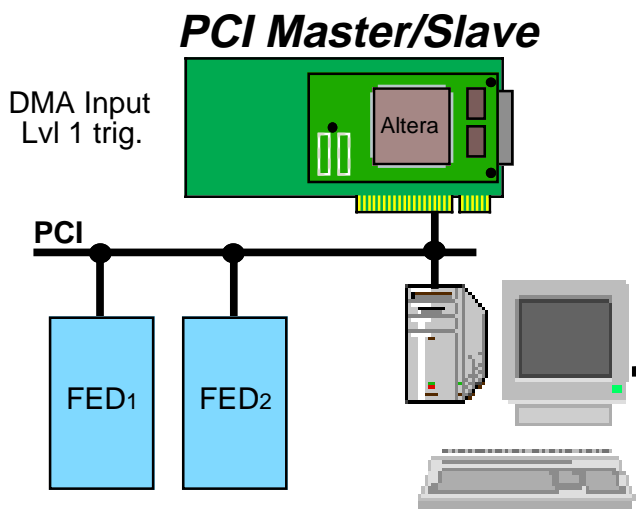 PCI Master/Slave
DMA Input
Lvl 1 trig.
Altera
PCI
FED1
FED2